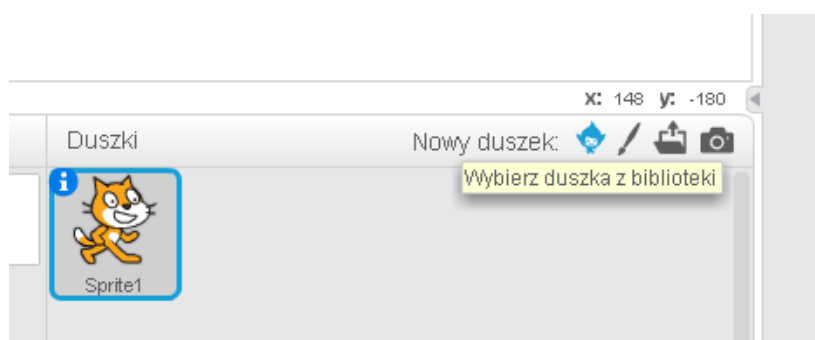 x: 148 y: -180
Duszki
Nowy duszek:
Wybierz duszka z biblioteki
i
Sprite1